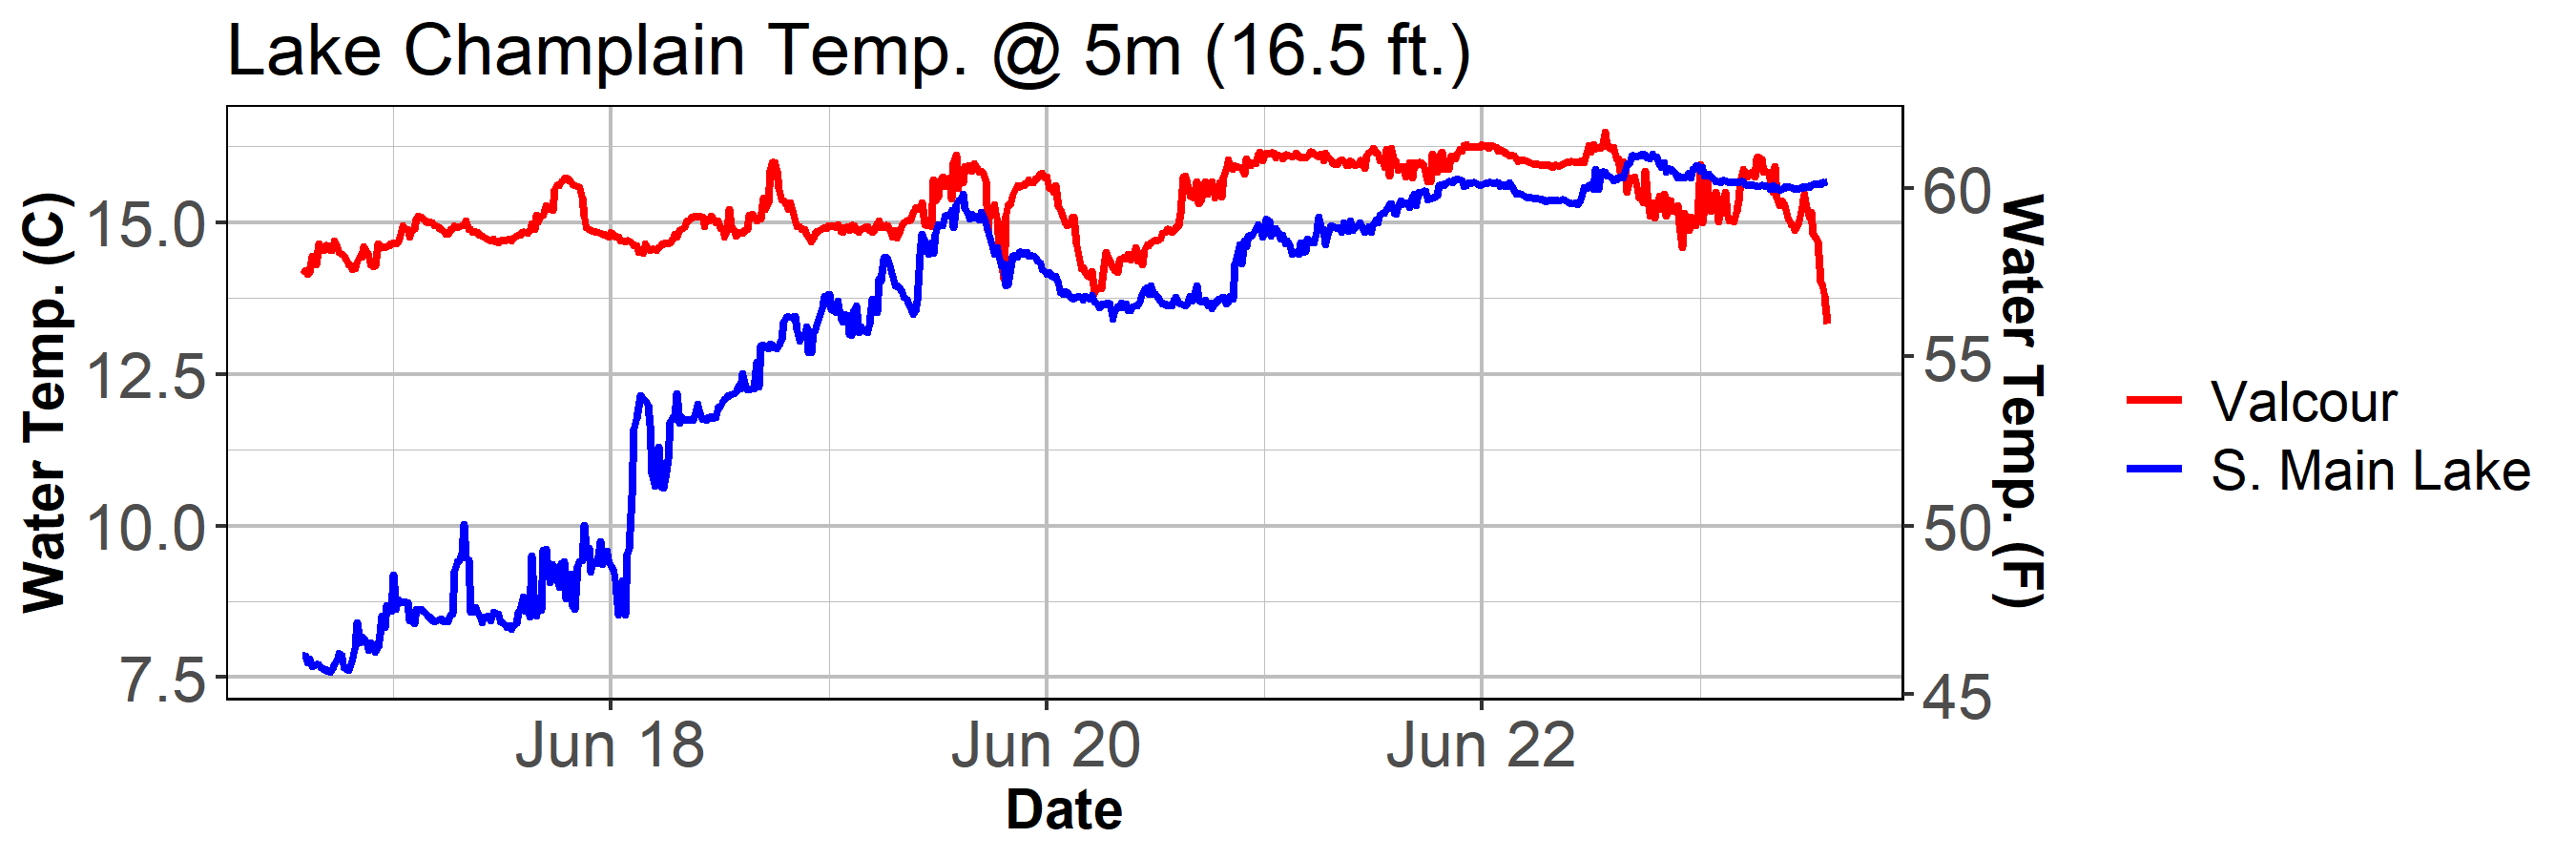 Lake Champlain Temp. @ 5m (16.5 ft.)
Water Temp. (C)
15.0
12.5
10.0
7.5
60
55
50
45
Water Temp. (F)
Jun 18
Jun 20
Jun 22
Date
Valcour
S. Main Lake